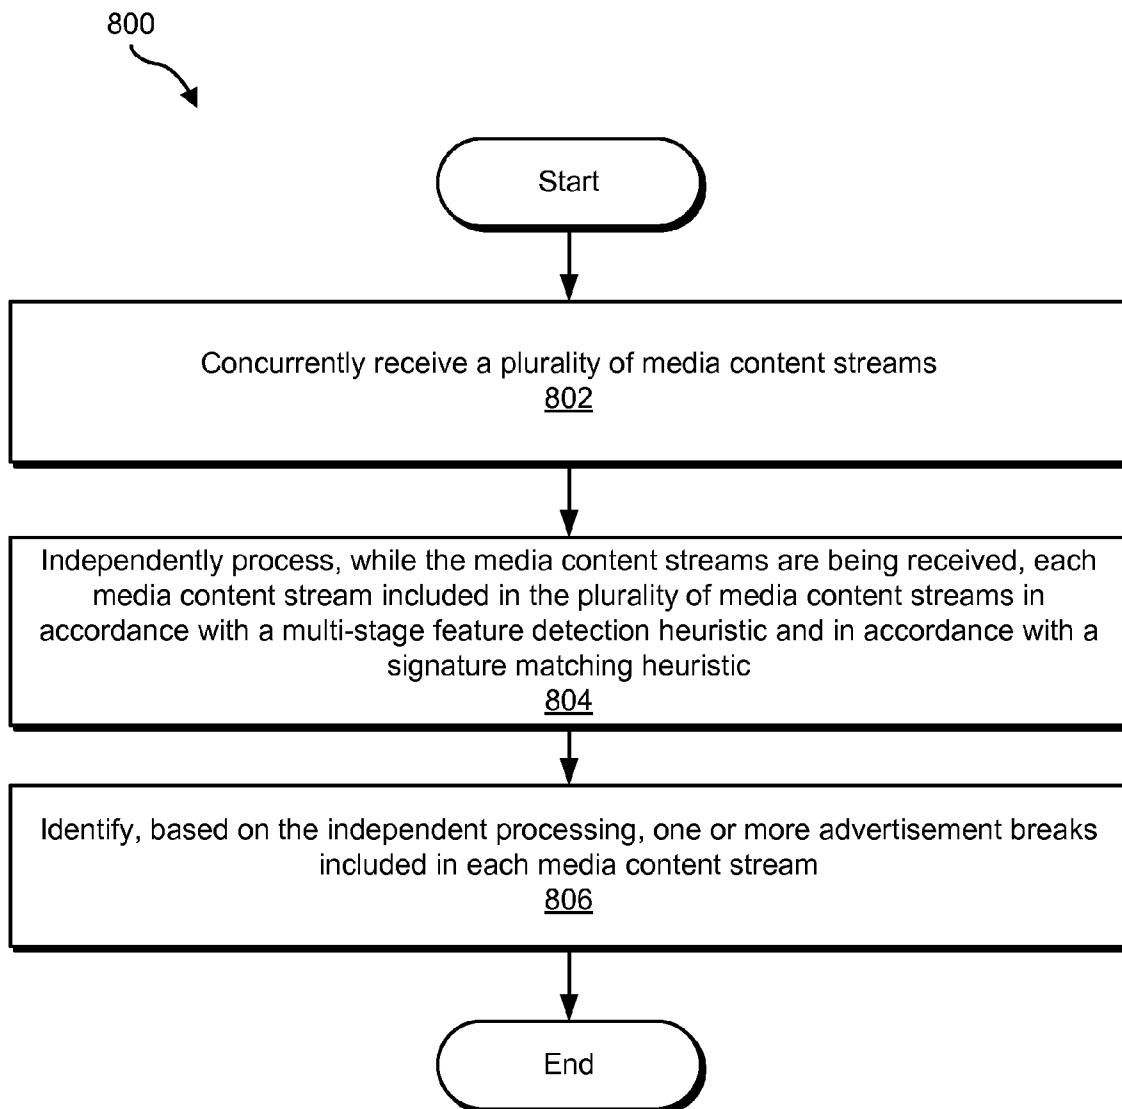 800
Start
Concurrently receive a plurality of media content streams
802
Independently process, while the media content streams are being received, each
media content stream included in the plurality of media content streams in
accordance with a multi-stage feature detection heuristic and in accordance with a
signature matching heuristic
804
Identify, based on the independent processing, one or more advertisement breaks
included in each media content stream
806
End